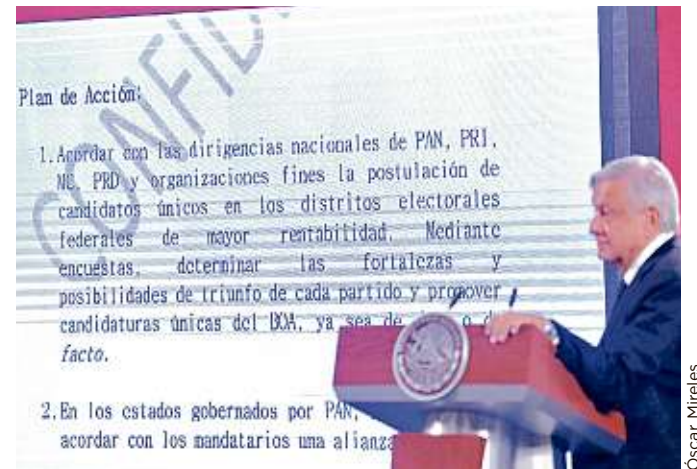 CONFID
Plan de Acción:
1. Acordar con las dirigencias nacionales de PAN, PRI,
MC, PRD y organizaciones fines la postulación de
candidatos únicos en los distritos electorales
federales de mayor rentabilidad. Mediante
encuestas, determinar las fortalezas y
posibilidades de triunfo de cada partido y promover
candidaturas únicas del BOA, ya sea de
facto.
2. En los estados gobernados por PAN,
acordar con los mandatarios una alianza
Óscar Mireles